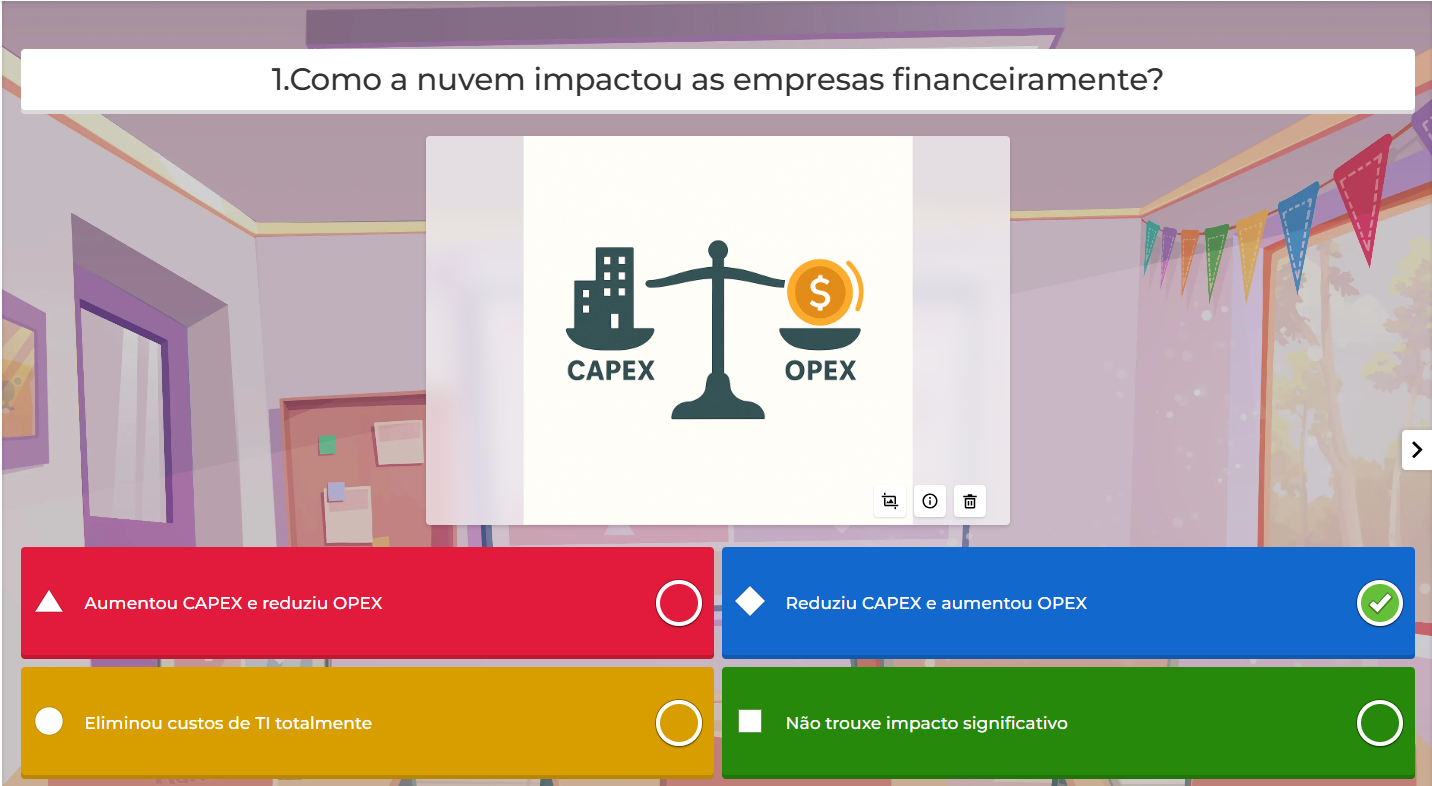 1.Como a nuvem impactou as empresas financeiramente?
CAPEX
$
OPEX
Aumentou CAPEX e reduziu OPEX
Reduziu CAPEX e aumentou OPEX
Eliminou custos de TI totalmente
Não trouxe impacto significativo